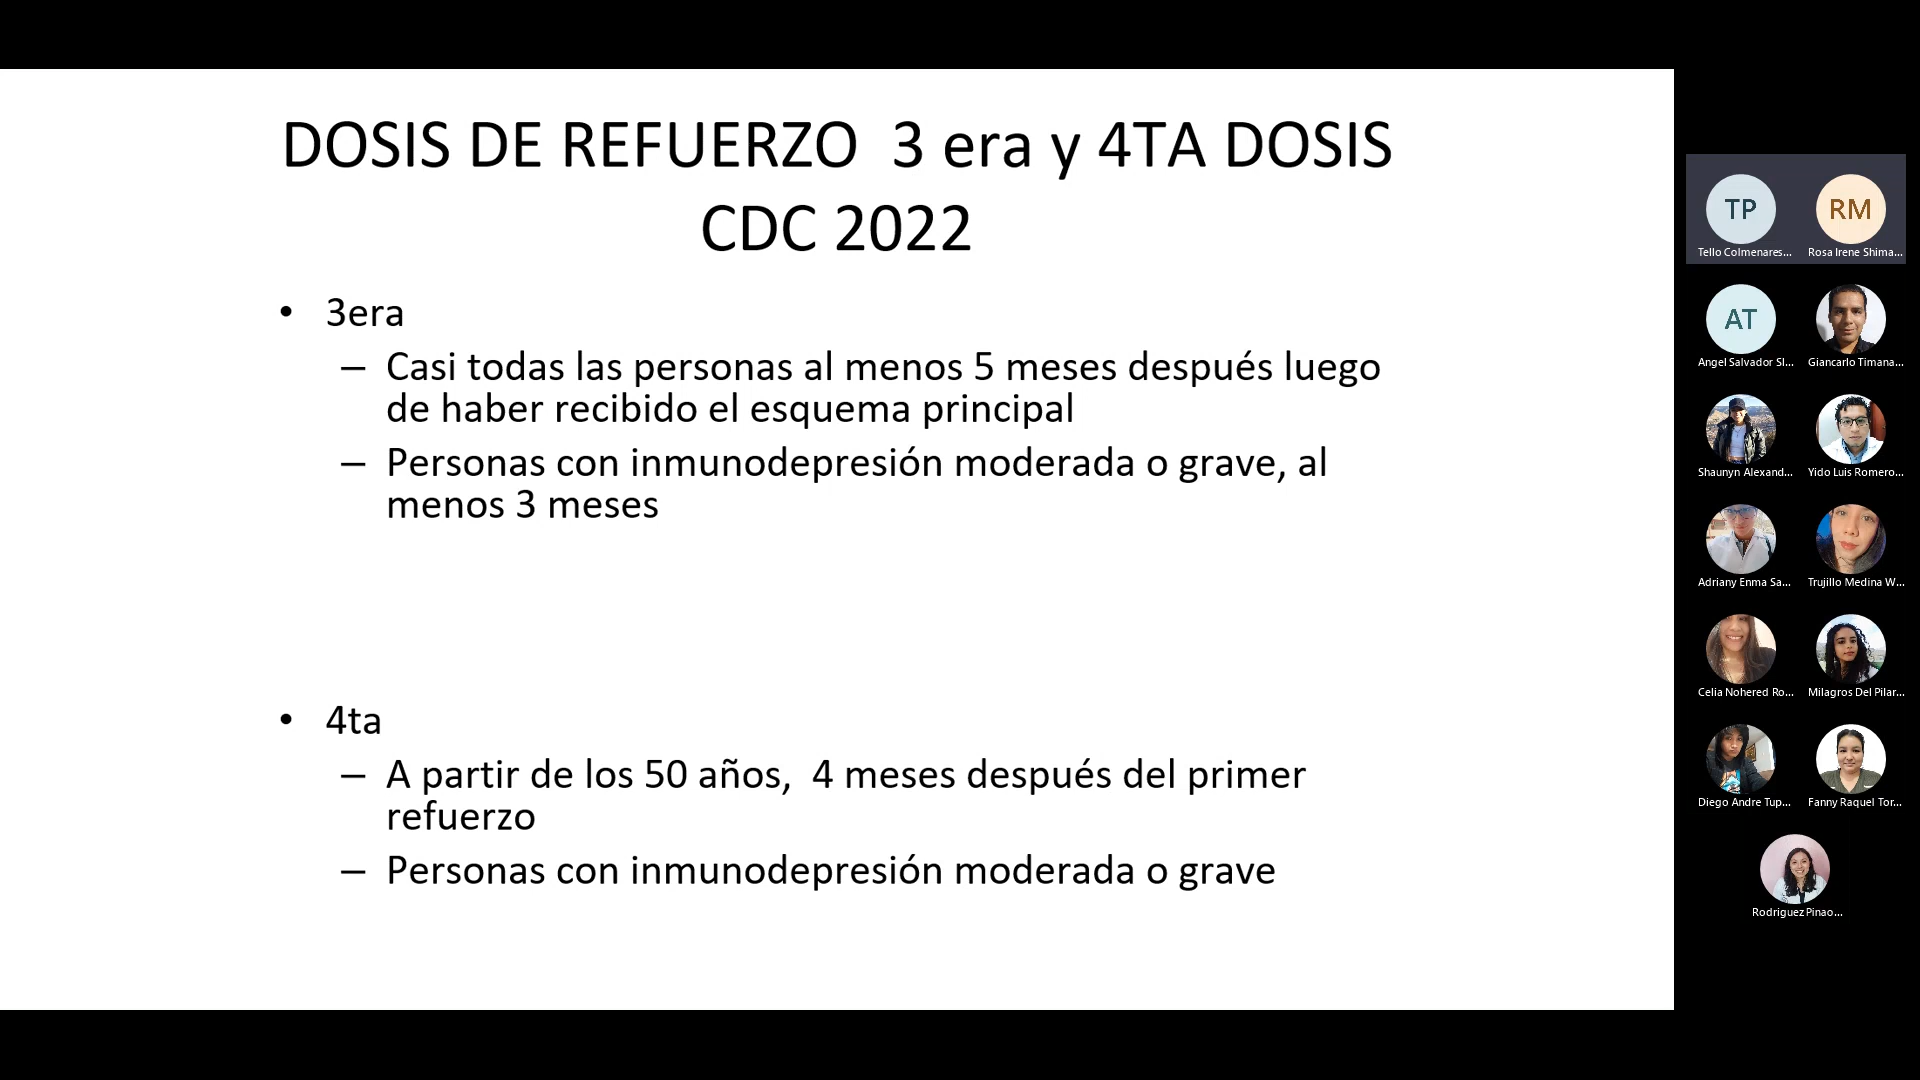 DOSIS DE REFUERZO 3 era y 4TA DOSIS
CDC 2022
• 3era
– Casi todas las personas al menos 5 meses después luego
de haber recibido el esquema principal
– Personas con inmunodepresión moderada o grave, al
menos 3 meses
• 4ta
– A partir de los 50 años, 4 meses después del primer
refuerzo
– Personas con inmunodepresión moderada o grave
TP
RM
Tello Colmenares...
Rosa Irene Shima...
AT
Angel Salvador Sl...
Giancarlo Timana...
Shaunyn Alexand...
Yido Luis Romero...
Adriany Enma Sa...
Trujillo Medina W...
Celia Nohered Ro...
Milagros Del Pilar...
Diego Andre Tup...
Fanny Raquel Tor...
Rodriguez Pinao...